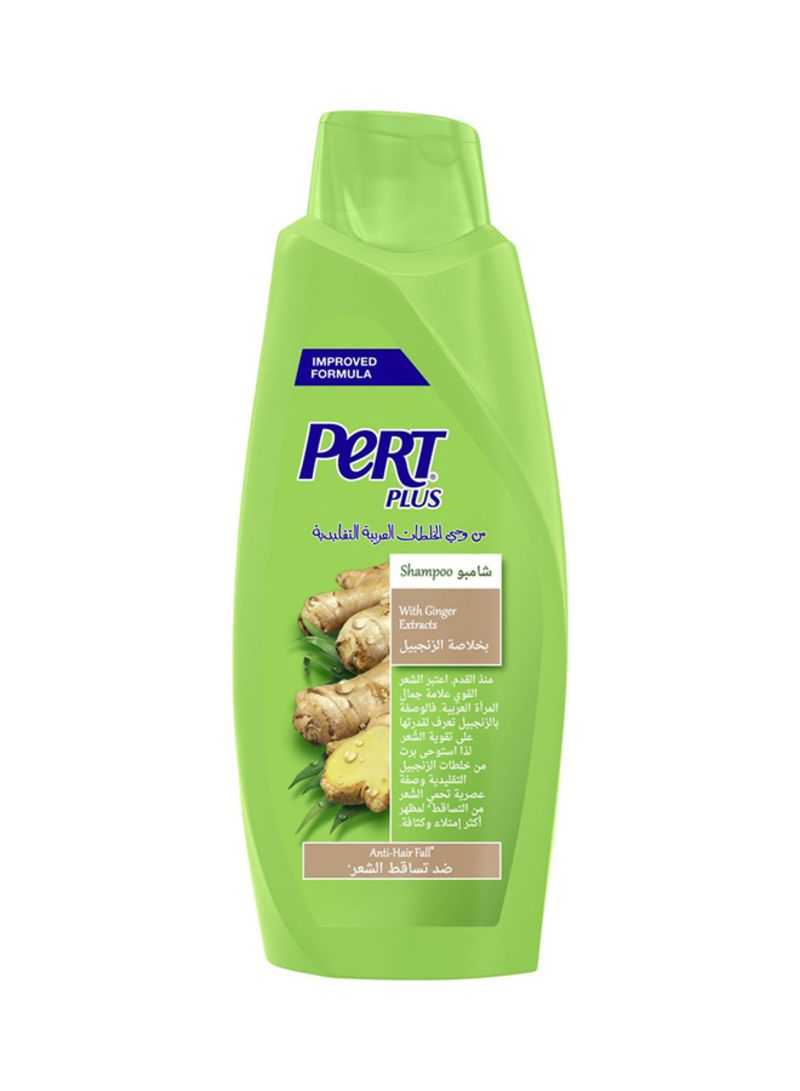 IMPROVED
FORMULA
PERT®
PLUS
من وحي الخلطات العربية التقليدية
Shampoo شامبو
With Ginger
Extracts
بخلاصة الزنجبيل
منذ القدم، اعتبر الشعر
القوي علامة جمال
المرأة العربية. فالوصفة
بالزنجبيل تعرف لقدرتها
على تقوية الشعر.
لذا استوحى برت
من خلطات الزنجبيل
التقليدية وصفة
عصرية تحمي الشعر
من التساقط* لمظهر
أكثر إمتلاء وكثافة.
Anti-Hair Fall*
ضد تساقط الشعر*